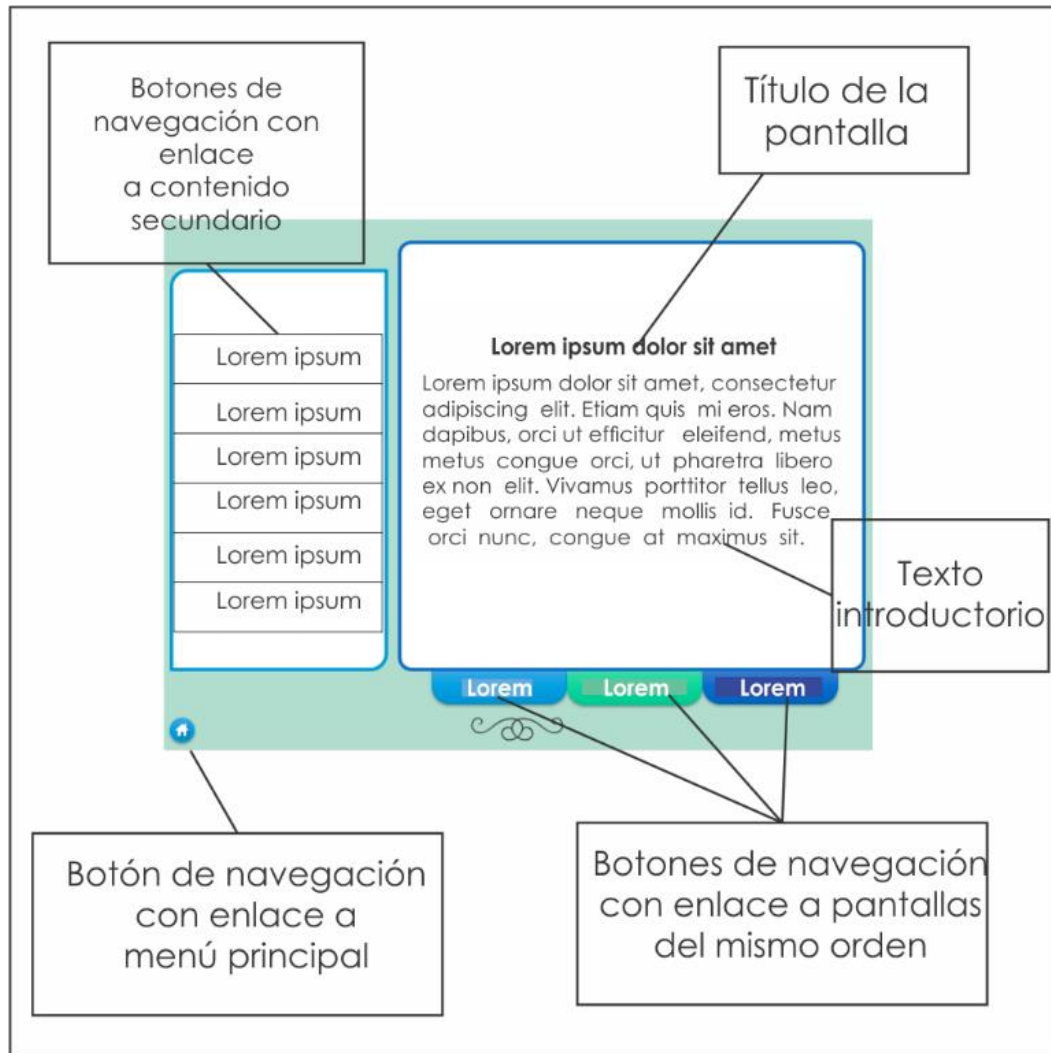 Botones de
navegación con
enlace
a contenido
secundario
Título de la
pantalla
Lorem ipsum
Lorem ipsum
Lorem ipsum
Lorem ipsum
Lorem ipsum
Lorem ipsum
Lorem ipsum dolor sit amet
Lorem ipsum dolor sit amet, consectetur
adipiscing elit. Etiam quis mi eros. Nam
dapibus, orci ut efficitur eleifend, metus
metus congue orci, ut pharetra libero
ex non elit. Vivamus porttitor tellus leo,
eget ornare neque mollis id. Fusce
orci nunc, congue at maximus sit.
Texto
introductorio
Lorem
Lorem
Lorem
Botón de navegación
con enlace a
menú principal
Botones de navegación
con enlace a pantallas
del mismo orden